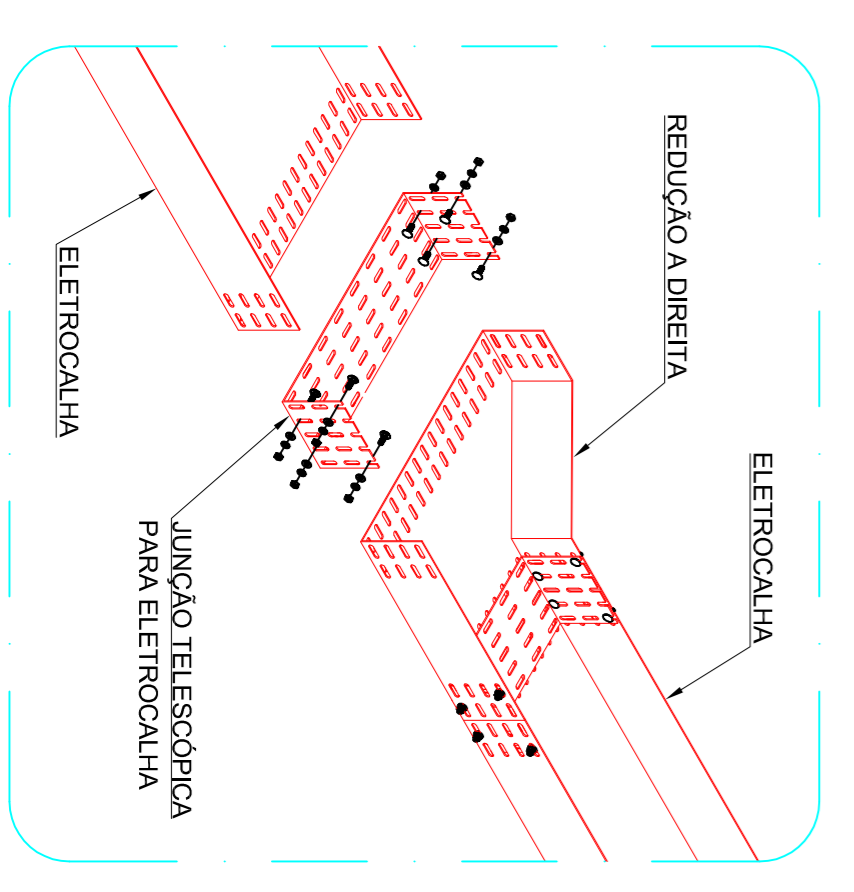 ELETROCALHA
REDUÇÃO A DIREITA
JUNÇÃO TELESCÓPICA
PARA ELETROCALHA
ELETROCALHA